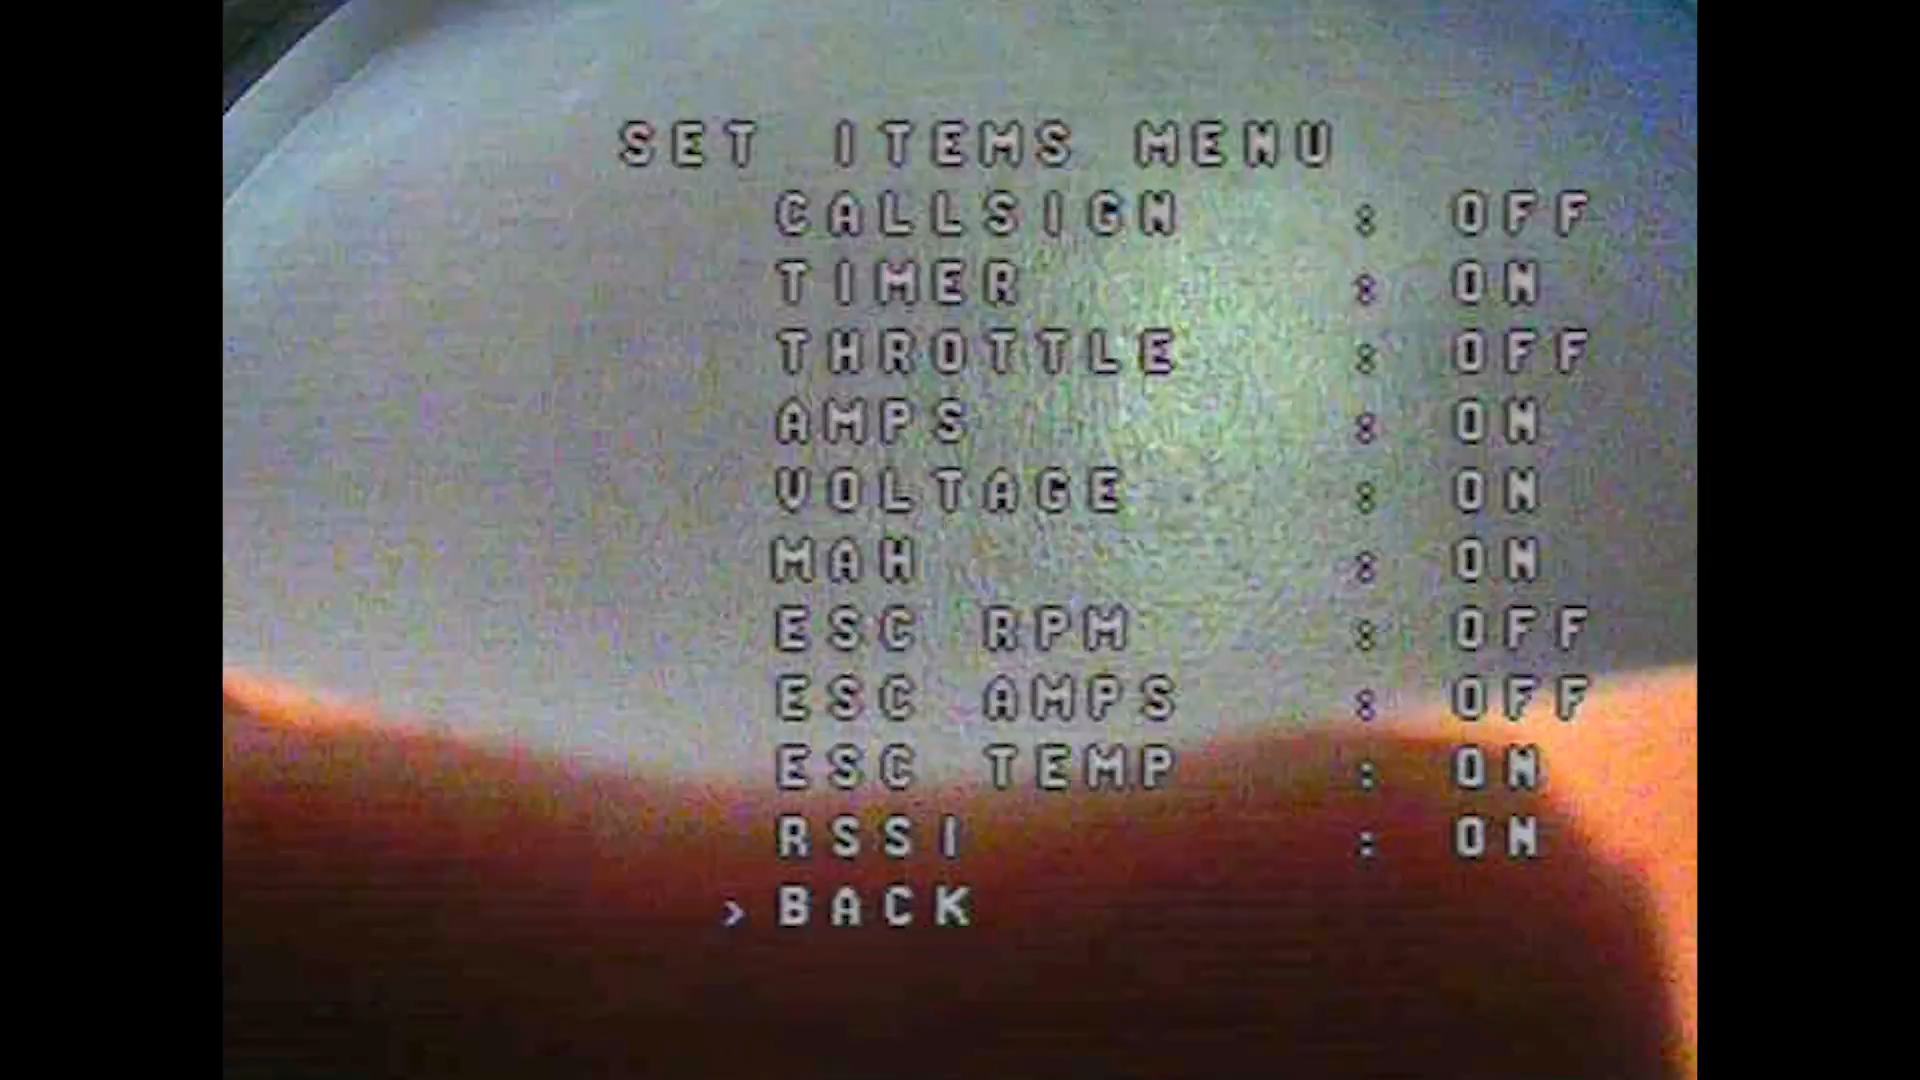 SET ITEMS MENU
CALLSIGN : OFF
TIMER : ON
THROTTLE : OFF
AMPS : ON
VOLTAGE : ON
MAH : ON
ESC RPM : OFF
ESC AMPS : OFF
ESC TEMP : ON
RSSI : ON
> BACK